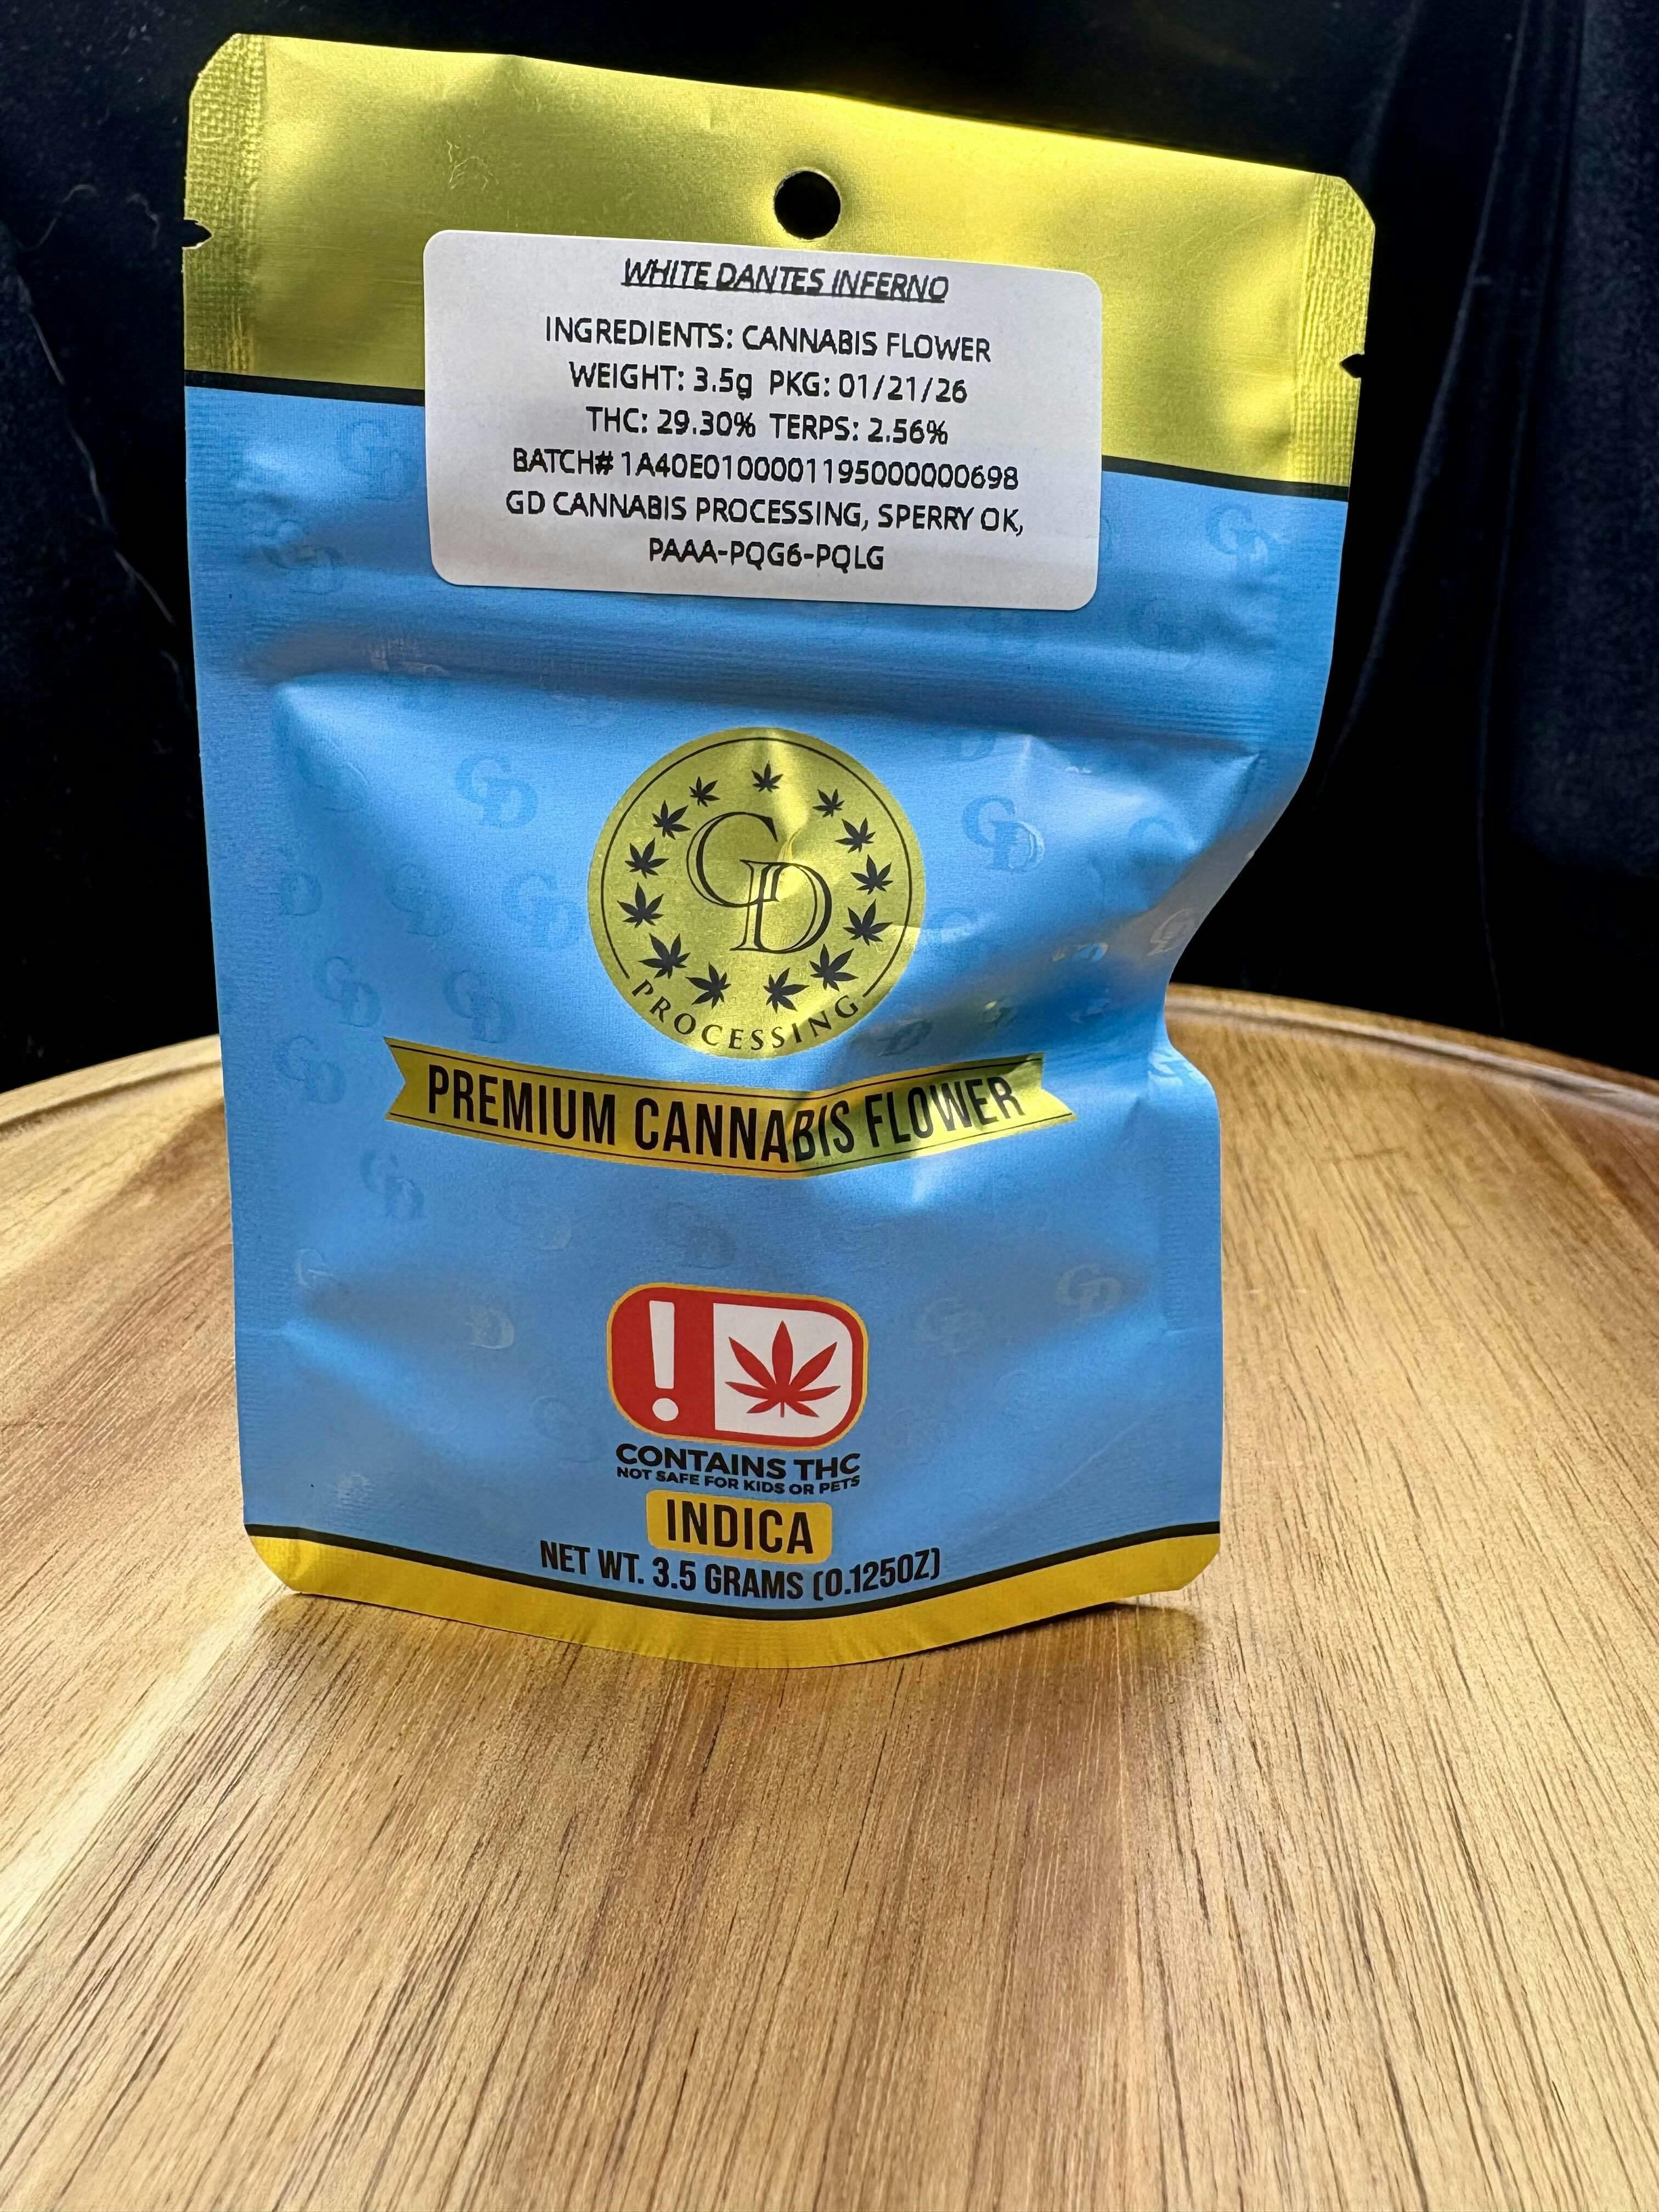 WHITE DANTES INFERNO
INGREDIENTS: CANNABIS FLOWER
WEIGHT: 3.5g PKG: 01/21/26
THC: 29.30% TERPS: 2.56%
BATCH# 1A40E0100001195000000698
GD CANNABIS PROCESSING, SPERRY OK,
PAAA-PQG6-PQLG
GD
PROCESSING
PREMIUM CANNABIS FLOWER
!
CONTAINS THC
NOT SAFE FOR KIDS OR PETS
INDICA
NET WT. 3.5 GRAMS (0.125OZ)